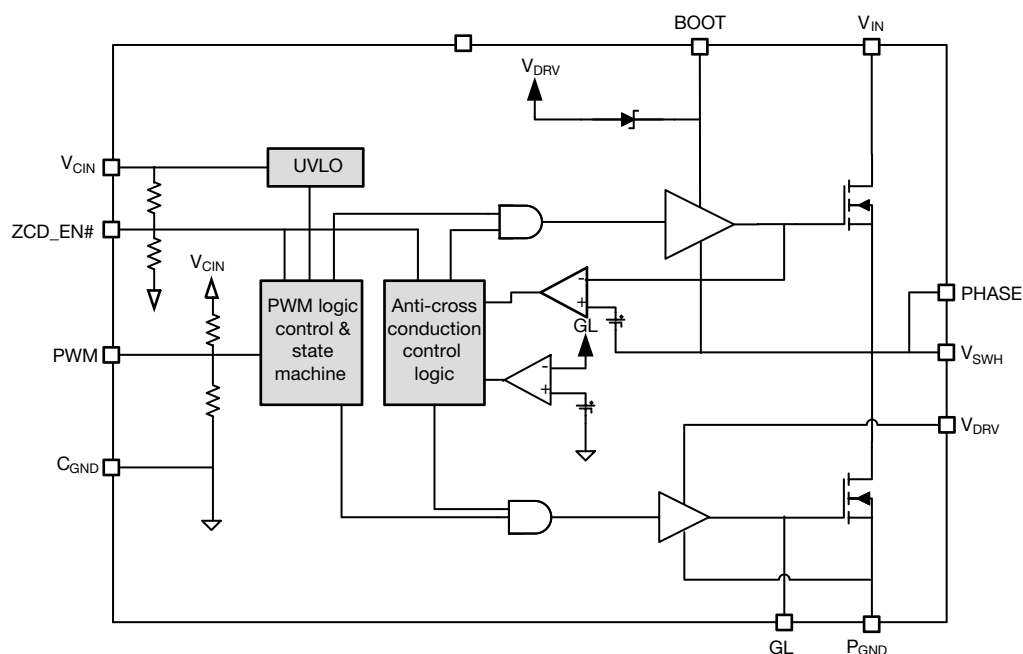 BOOT
VIN
VDRV
VCIN
UVLO
ZCD_EN#
VCIN
PWM logic
control &
state
machine
Anti-cross
conduction
control
logic
-
+
GL
-
+
PHASE
PWM
VSWH
VDRV
CGND
GL
PGND